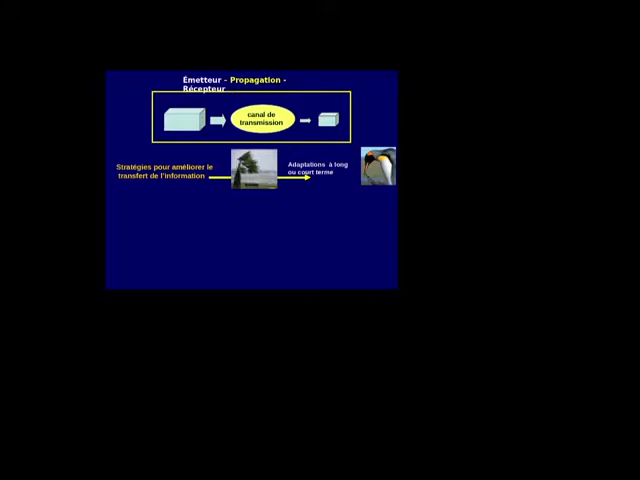 Émetteur - Propagation -
Récepteur
canal de
transmission
Stratégies pour améliorer le
transfert de l'information
Adaptations à long
ou court terme